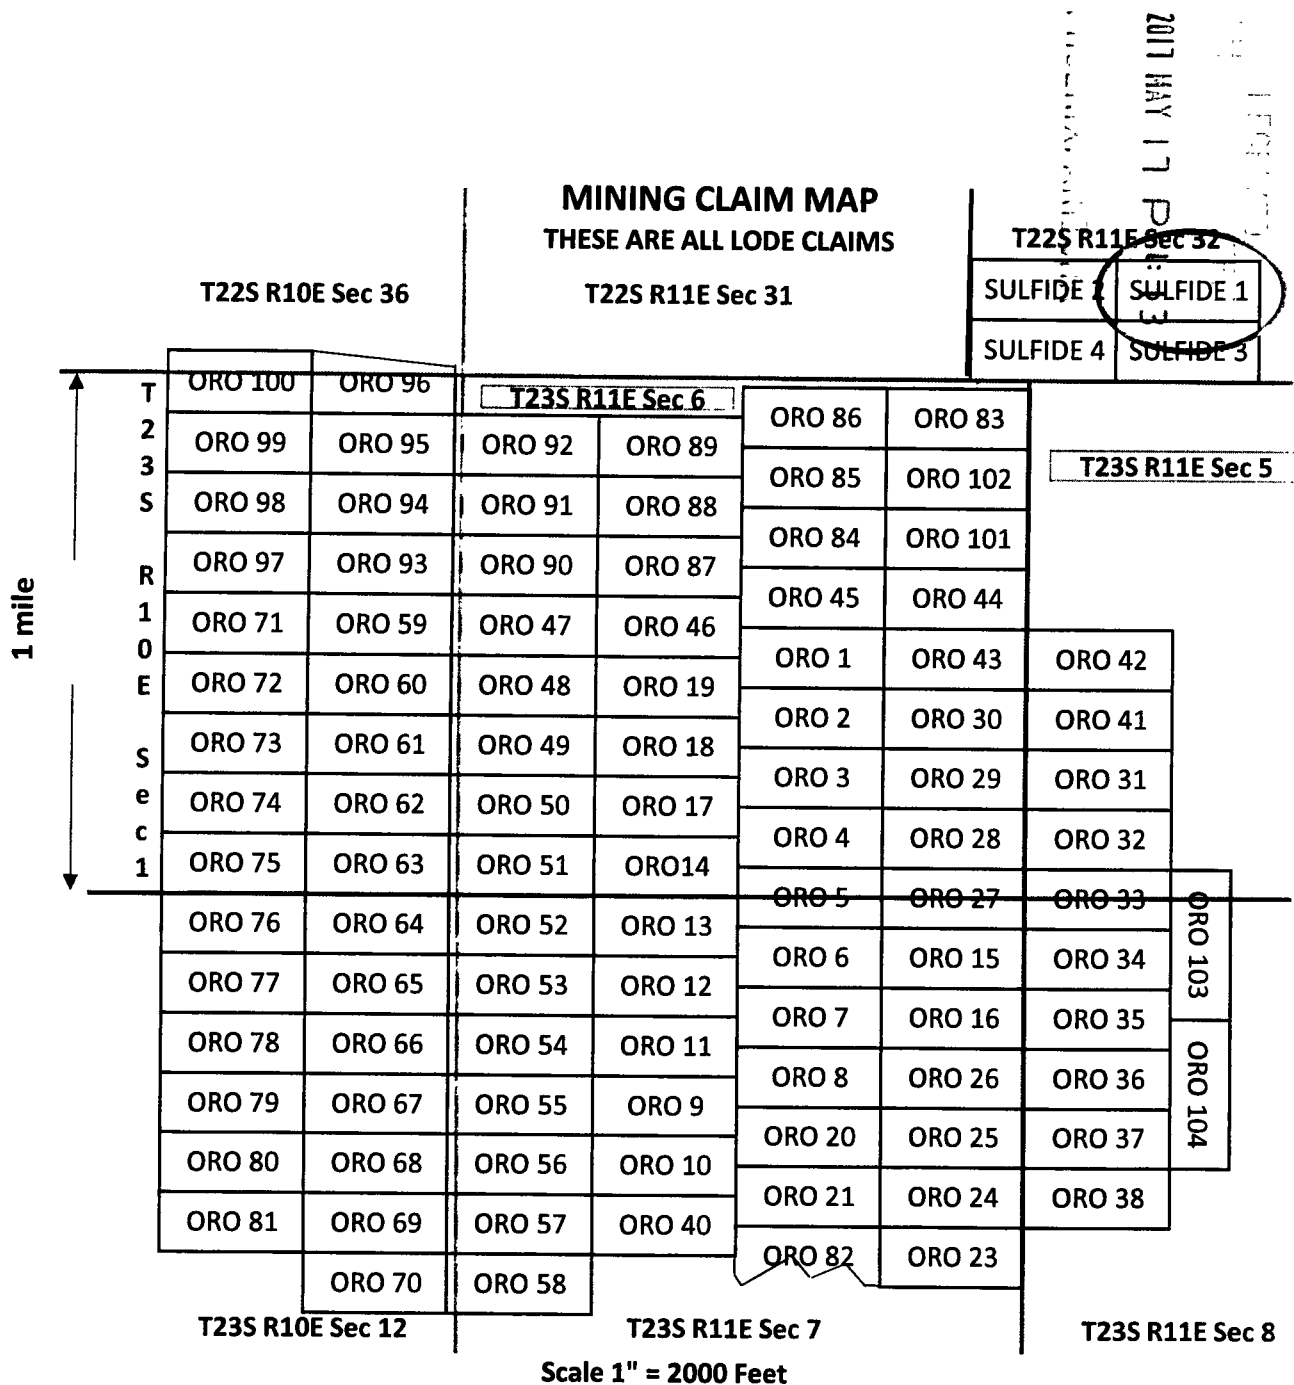 2017 MAY 17 P 1:03
MINING CLAIM MAP
THESE ARE ALL LODE CLAIMS
T22S R11E Sec 32
T22S R10E Sec 36
T22S R11E Sec 31
SULFIDE 2 SULFIDE 1
SULFIDE 4 SULFIDE 3
T23S R10E Sec1
1 mile
T23S R11E Sec 6
T23S R11E Sec 5
ORO 100 ORO 96
ORO 86 ORO 83
ORO 99 ORO 95 ORO 92 ORO 89
ORO 85 ORO 102
ORO 98 ORO 94 ORO 91 ORO 88
ORO 84 ORO 101
ORO 97 ORO 93 ORO 90 ORO 87
ORO 45 ORO 44
ORO 71 ORO 59 ORO 47 ORO 46
ORO 1 ORO 43 ORO 42
ORO 72 ORO 60 ORO 48 ORO 19
ORO 2 ORO 30 ORO 41
ORO 73 ORO 61 ORO 49 ORO 18
ORO 3 ORO 29 ORO 31
ORO 74 ORO 62 ORO 50 ORO 17
ORO 4 ORO 28 ORO 32
ORO 75 ORO 63 ORO 51 ORO14
ORO 5 ORO 27 ORO 33
ORO 103
ORO 76 ORO 64 ORO 52 ORO 13
ORO 6 ORO 15 ORO 34
ORO 77 ORO 65 ORO 53 ORO 12
ORO 7 ORO 16 ORO 35
ORO 78 ORO 66 ORO 54 ORO 11
ORO 8 ORO 26 ORO 36
ORO 104
ORO 79 ORO 67 ORO 55 ORO 9
ORO 20 ORO 25 ORO 37
ORO 80 ORO 68 ORO 56 ORO 10
ORO 21 ORO 24 ORO 38
ORO 81 ORO 69 ORO 57 ORO 40
ORO 82 ORO 23
ORO 70 ORO 58
T23S R10E Sec 12
T23S R11E Sec 7
T23S R11E Sec 8
Scale 1" = 2000 Feet